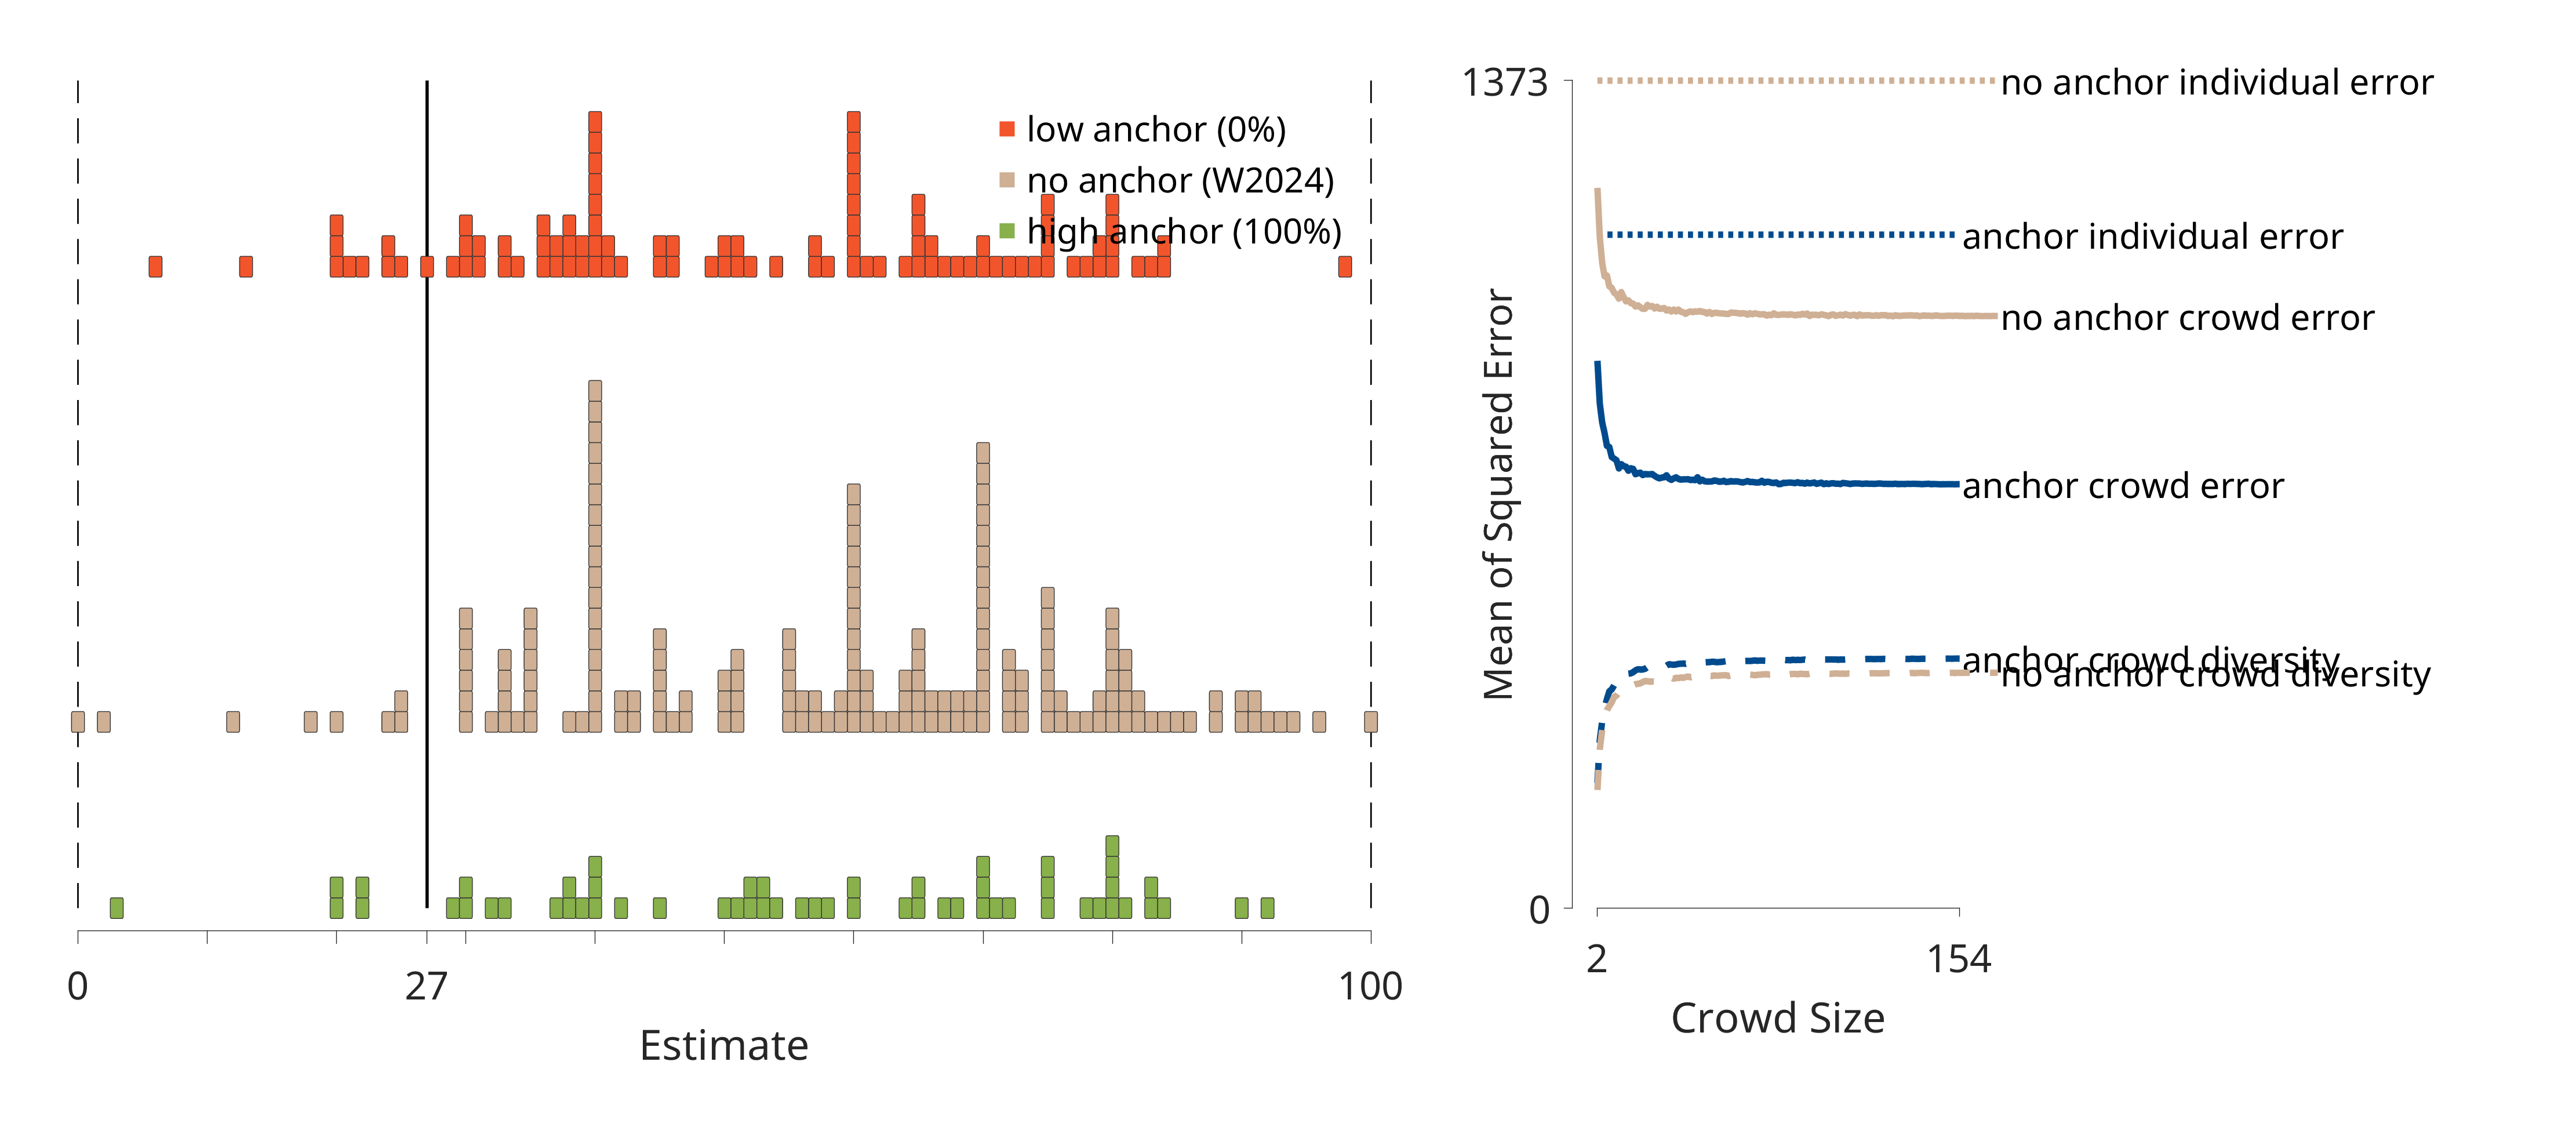 low anchor (0%)
no anchor (W2024)
high anchor (100%)
0
27
100
Estimate
1373
0
Mean of Squared Error
no anchor individual error
anchor individual error
no anchor crowd error
anchor crowd error
anchor crowd diversity
no anchor crowd diversity
2
154
Crowd Size